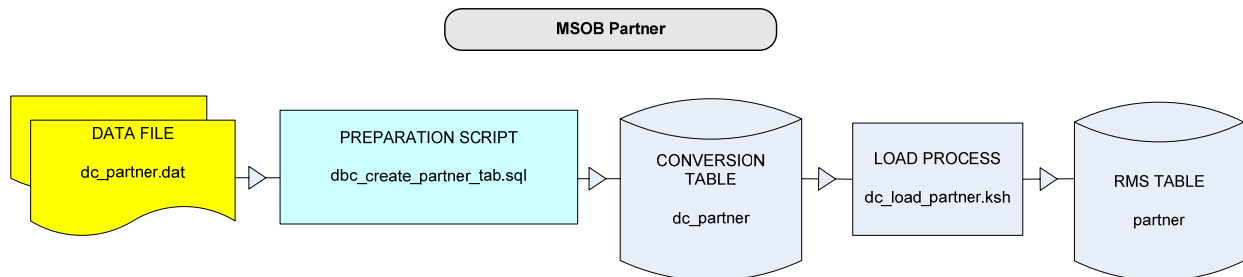 MSOB Partner
DATA FILE
dc_partner.dat
PREPARATION SCRIPT
dbc_create_partner_tab.sql
CONVERSION
TABLE
dc_partner
LOAD PROCESS
dc_load_partner.ksh
RMS TABLE
partner